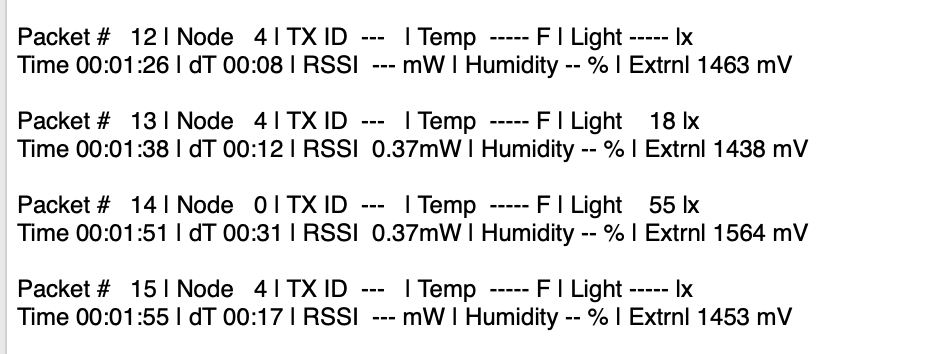 Packet #   12 | Node   4 | TX ID  ---   | Temp  ----- F | Light ----- lx
Time 00:01:26 | dT 00:08 | RSSI  --- mW | Humidity -- % | Extrnl 1463 mV
Packet #   13 | Node   4 | TX ID  ---   | Temp  ----- F | Light    18 lx
Time 00:01:38 | dT 00:12 | RSSI  0.37mW | Humidity -- % | Extrnl 1438 mV
Packet #   14 | Node   0 | TX ID  ---   | Temp  ----- F | Light    55 lx
Time 00:01:51 | dT 00:31 | RSSI  0.37mW | Humidity -- % | Extrnl 1564 mV
Packet #   15 | Node   4 | TX ID  ---   | Temp  ----- F | Light ----- lx
Time 00:01:55 | dT 00:17 | RSSI  --- mW | Humidity -- % | Extrnl 1453 mV